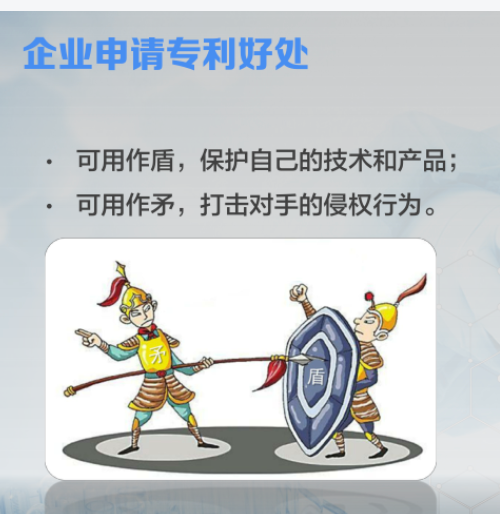 企业申请专利好处
· 可用作盾，保护自己的技术和产品；
· 可用作矛，打击对手的侵权行为。
矛
盾